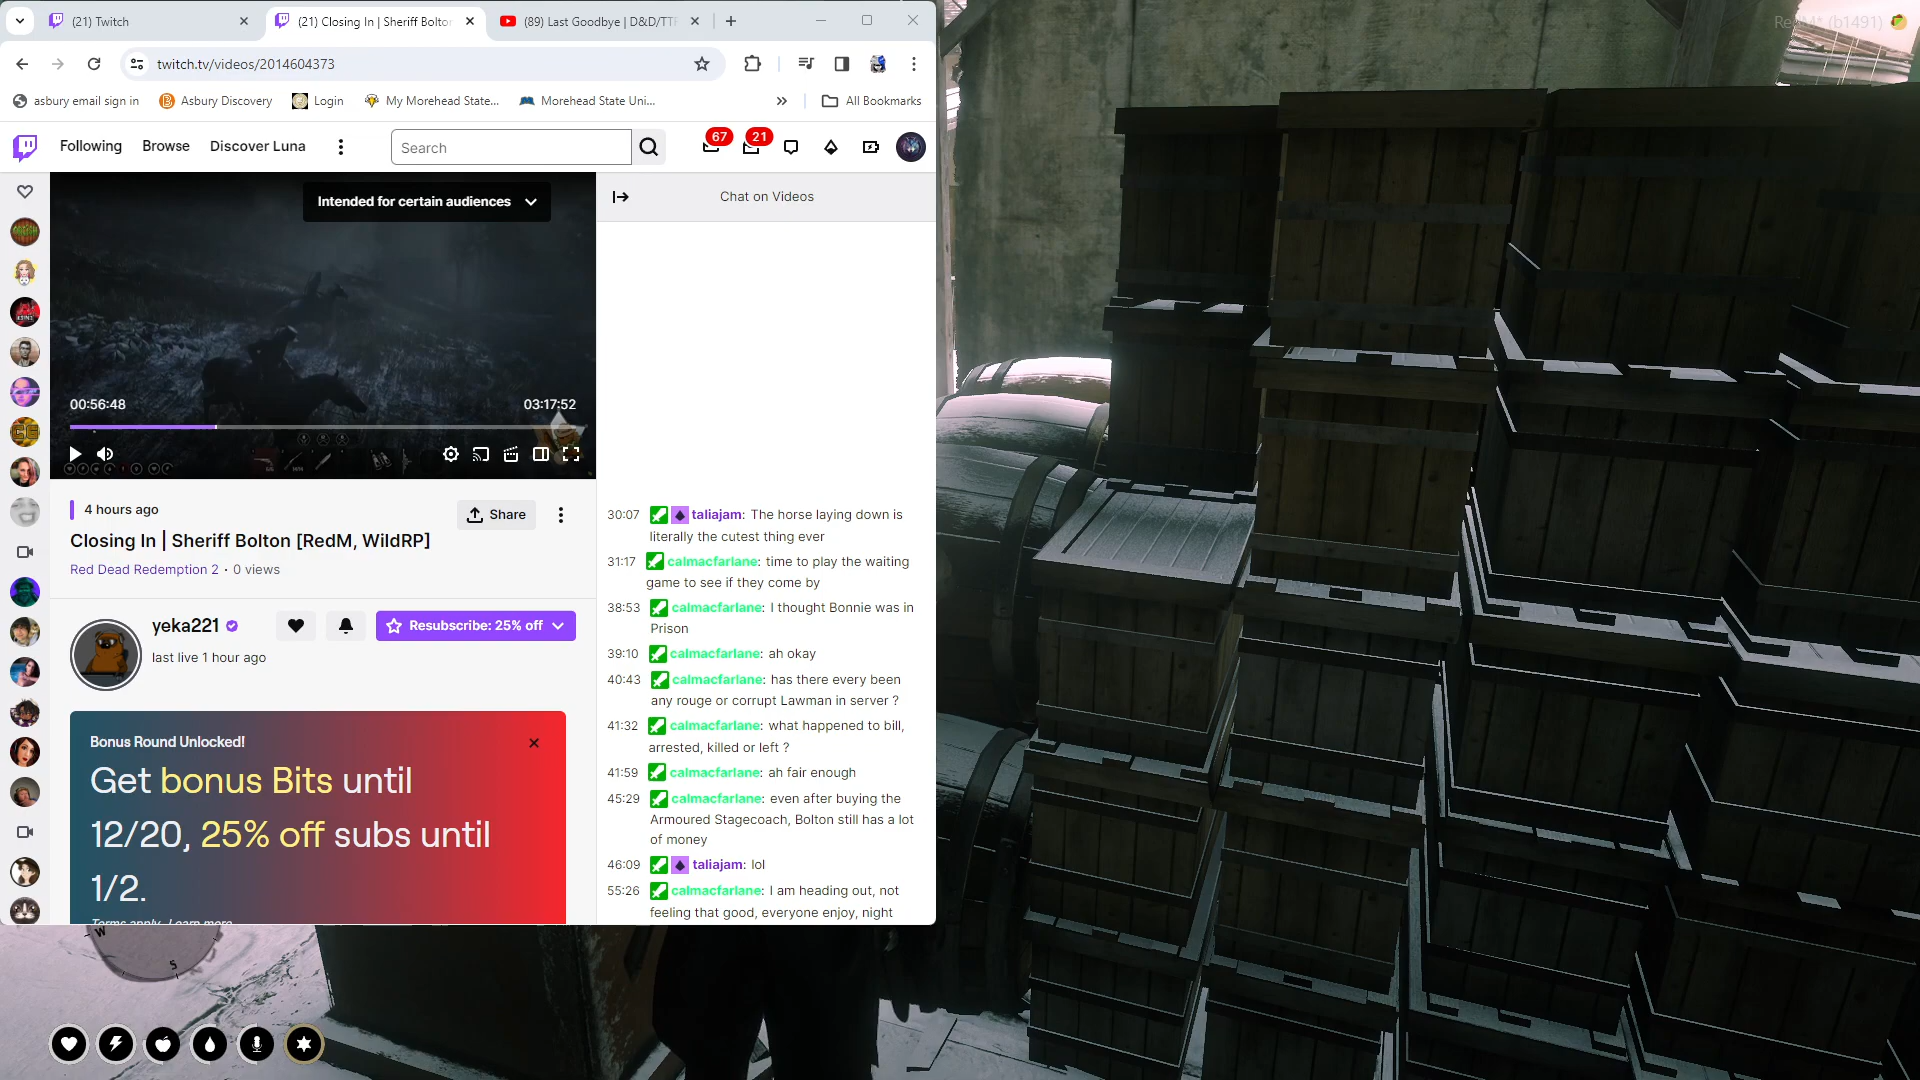 (21) Twitch
(21) Closing In | Sheriff Bolton
(89) Last Goodbye | D&D/TTF
RedM* (b1491)
twitch.tv/videos/2014604373
asbury email sign in
Asbury Discovery
Login
My Morehead State...
Morehead State Uni...
All Bookmarks
Following
Browse
Discover Luna
Search
67
21
Intended for certain audiences
Chat on Videos
00:56:48
03:17:52
4 hours ago
Share
Closing In | Sheriff Bolton [RedM, WildRP]
Red Dead Redemption 2 • 0 views
yeka221
Resubscribe: 25% off
last live 1 hour ago
Bonus Round Unlocked!
Get bonus Bits until
12/20, 25% off subs until
1/2.
Terms apply. Learn more
30:07 taliajam: The horse laying down is
literally the cutest thing ever
31:17 calmacfarlane: time to play the waiting
game to see if they come by
38:53 calmacfarlane: I thought Bonnie was in
Prison
39:10 calmacfarlane: ah okay
40:43 calmacfarlane: has there every been
any rouge or corrupt Lawman in server ?
41:32 calmacfarlane: what happened to bill,
arrested, killed or left ?
41:59 calmacfarlane: ah fair enough
45:29 calmacfarlane: even after buying the
Armoured Stagecoach, Bolton still has a lot
of money
46:09 taliajam: lol
55:26 calmacfarlane: I am heading out, not
feeling that good, everyone enjoy, night
W
S